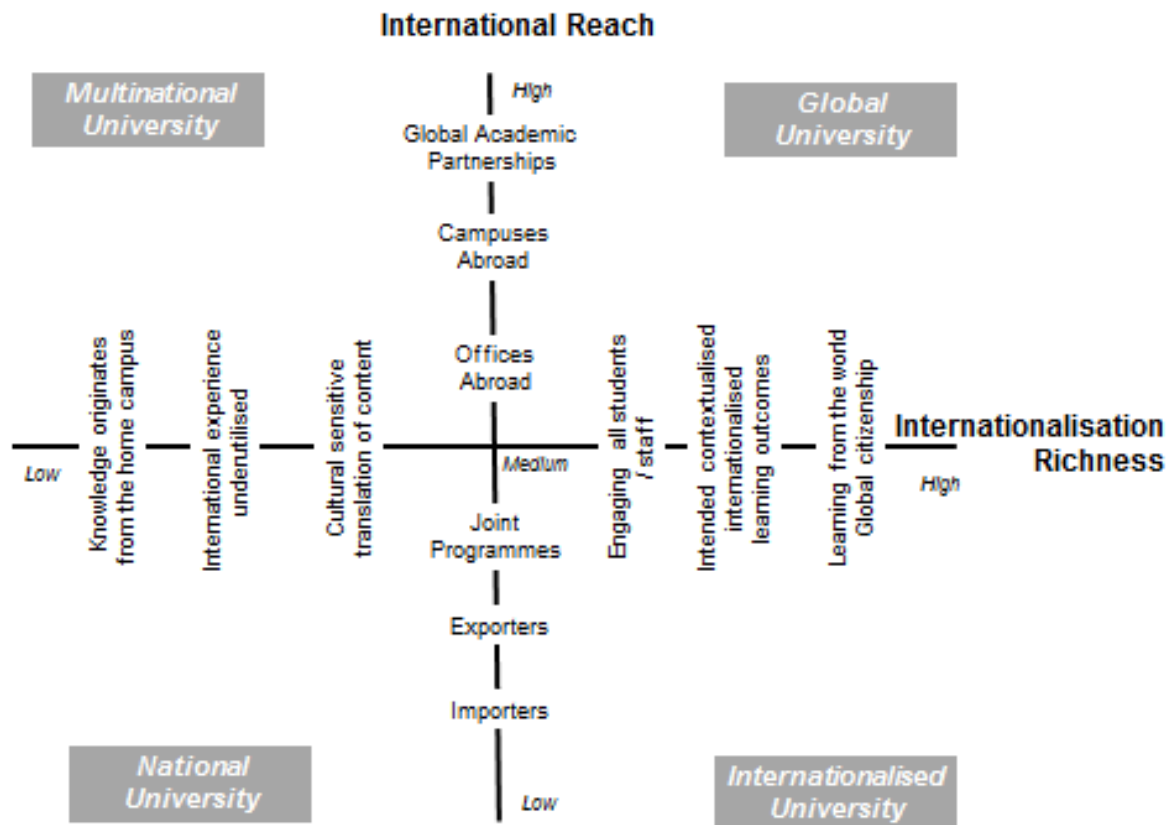 International Reach
Multinational
University
High
Global
University
Global Academic
Partnerships
Campuses
Abroad
Offices
Abroad
Knowledge originates
from the home campus
International experience
underutilised
Cultural sensitive
translation of content
Engaging all students
/ staff
Intended contextualised
internationalised
learning outcomes
Learning from the world
Global citizenship
Internationalisation
Richness
Low
Medium
High
Joint
Programmes
Exporters
Importers
National
University
Low
Internationalised
University